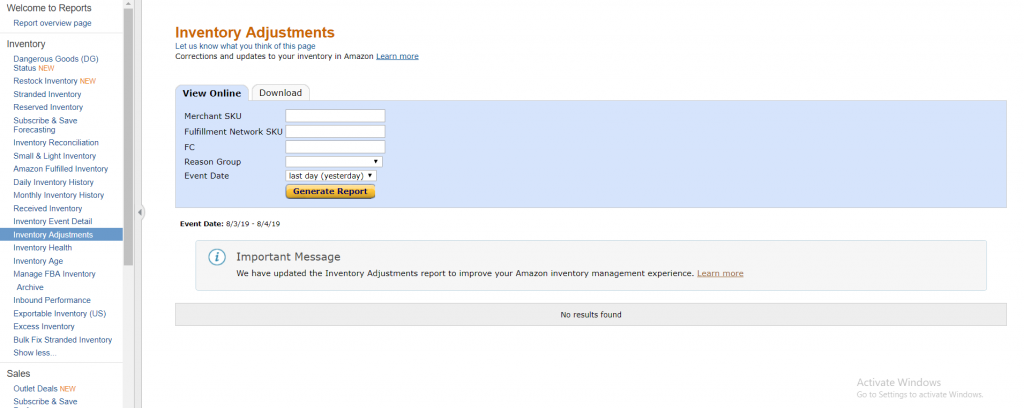 Welcome to Reports
Report overview page
Inventory
Dangerous Goods (DG)
Status NEW
Restock Inventory NEW
Stranded Inventory
Reserved Inventory
Subscribe & Save
Forecasting
Inventory Reconciliation
Small & Light Inventory
Amazon Fulfilled Inventory
Daily Inventory History
Monthly Inventory History
Received Inventory
Inventory Event Detail
Inventory Adjustments
Inventory Health
Inventory Age
Manage FBA Inventory
Archive
Inbound Performance
Exportable Inventory (US)
Excess Inventory
Bulk Fix Stranded Inventory
Show less...
Sales
Outlet Deals NEW
Subscribe & Save
Inventory Adjustments
Let us know what you think of this page
Corrections and updates to your inventory in Amazon Learn more
View Online Download
Merchant SKU
Fulfillment Network SKU
FC
Reason Group
Event Date last day (yesterday)
Generate Report
Event Date: 8/3/19 - 8/4/19
Important Message
We have updated the Inventory Adjustments report to improve your Amazon inventory management experience. Learn more
No results found
Activate Windows
Go to Settings to activate Windows.